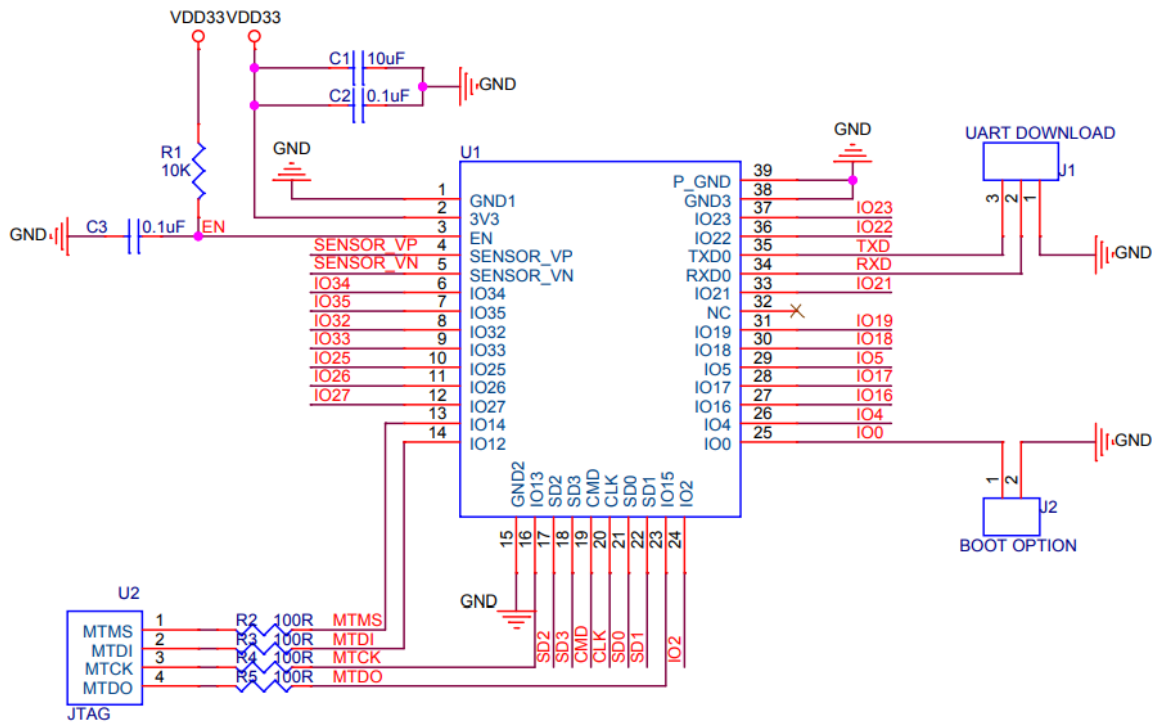 VDD33 VDD33
C1 10uF
GND
C2 0.1uF
R1
10K
GND
GND
UART DOWNLOAD
J1
3 2 1
U1
GND C3 0.1uF EN
GND
1 GND1
2 3V3
3 EN
SENSOR_VP 4 SENSOR_VP
SENSOR_VN 5 SENSOR_VN
IO34 6 IO34
IO35 7 IO35
IO32 8 IO32
IO33 9 IO33
IO25 10 IO25
IO26 11 IO26
IO27 12 IO27
13 IO14
14 IO12
P_GND 39
GND3 38
IO23 37 IO23
IO22 36 IO22
TXD0 35 TXD
RXD0 34 RXD
IO21 33 IO21
NC 32
IO19 31 IO19
IO18 30 IO18
IO5 29 IO5
IO17 28 IO17
IO16 27 IO16
IO4 26 IO4
IO0 25 IO0
GND
1 2
J2
BOOT OPTION
GND2 IO13 SD2 SD3 CMD CLK SD0 SD1 IO15 IO2
15 16 17 18 19 20 21 22 23 24
GND
SD2 SD3 CMD CLK SD0 SD1 IO2
U2
MTMS 1 R2 100R MTMS
MTDI 2 R3 100R MTDI
MTCK 3 R4 100R MTCK
MTDO 4 R5 100R MTDO
JTAG